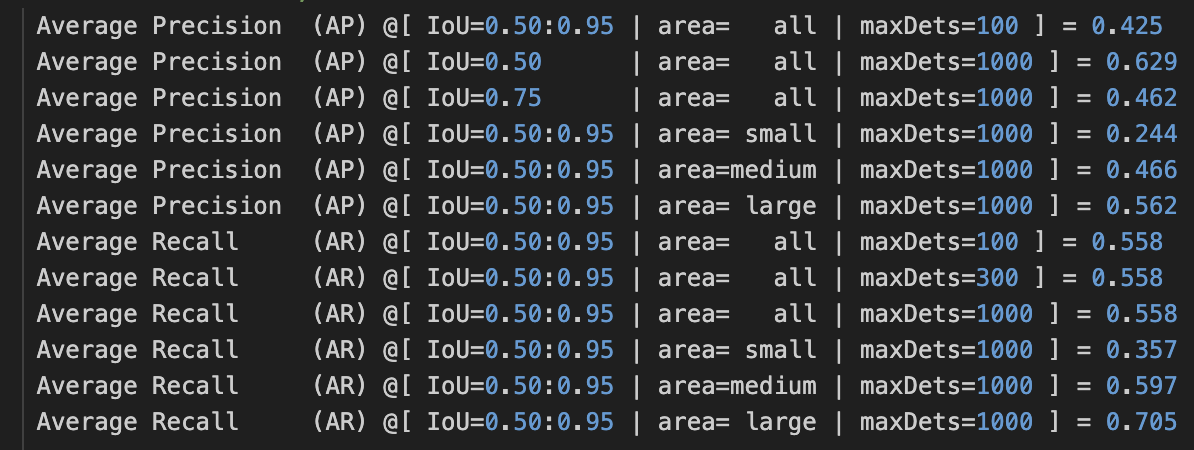 Average Precision  (AP) @[ IoU=0.50:0.95 | area=   all | maxDets=100 ] = 0.425
Average Precision  (AP) @[ IoU=0.50      | area=   all | maxDets=1000 ] = 0.629
Average Precision  (AP) @[ IoU=0.75      | area=   all | maxDets=1000 ] = 0.462
Average Precision  (AP) @[ IoU=0.50:0.95 | area= small | maxDets=1000 ] = 0.244
Average Precision  (AP) @[ IoU=0.50:0.95 | area=medium | maxDets=1000 ] = 0.466
Average Precision  (AP) @[ IoU=0.50:0.95 | area= large | maxDets=1000 ] = 0.562
Average Recall     (AR) @[ IoU=0.50:0.95 | area=   all | maxDets=100 ] = 0.558
Average Recall     (AR) @[ IoU=0.50:0.95 | area=   all | maxDets=300 ] = 0.558
Average Recall     (AR) @[ IoU=0.50:0.95 | area=   all | maxDets=1000 ] = 0.558
Average Recall     (AR) @[ IoU=0.50:0.95 | area= small | maxDets=1000 ] = 0.357
Average Recall     (AR) @[ IoU=0.50:0.95 | area=medium | maxDets=1000 ] = 0.597
Average Recall     (AR) @[ IoU=0.50:0.95 | area= large | maxDets=1000 ] = 0.705